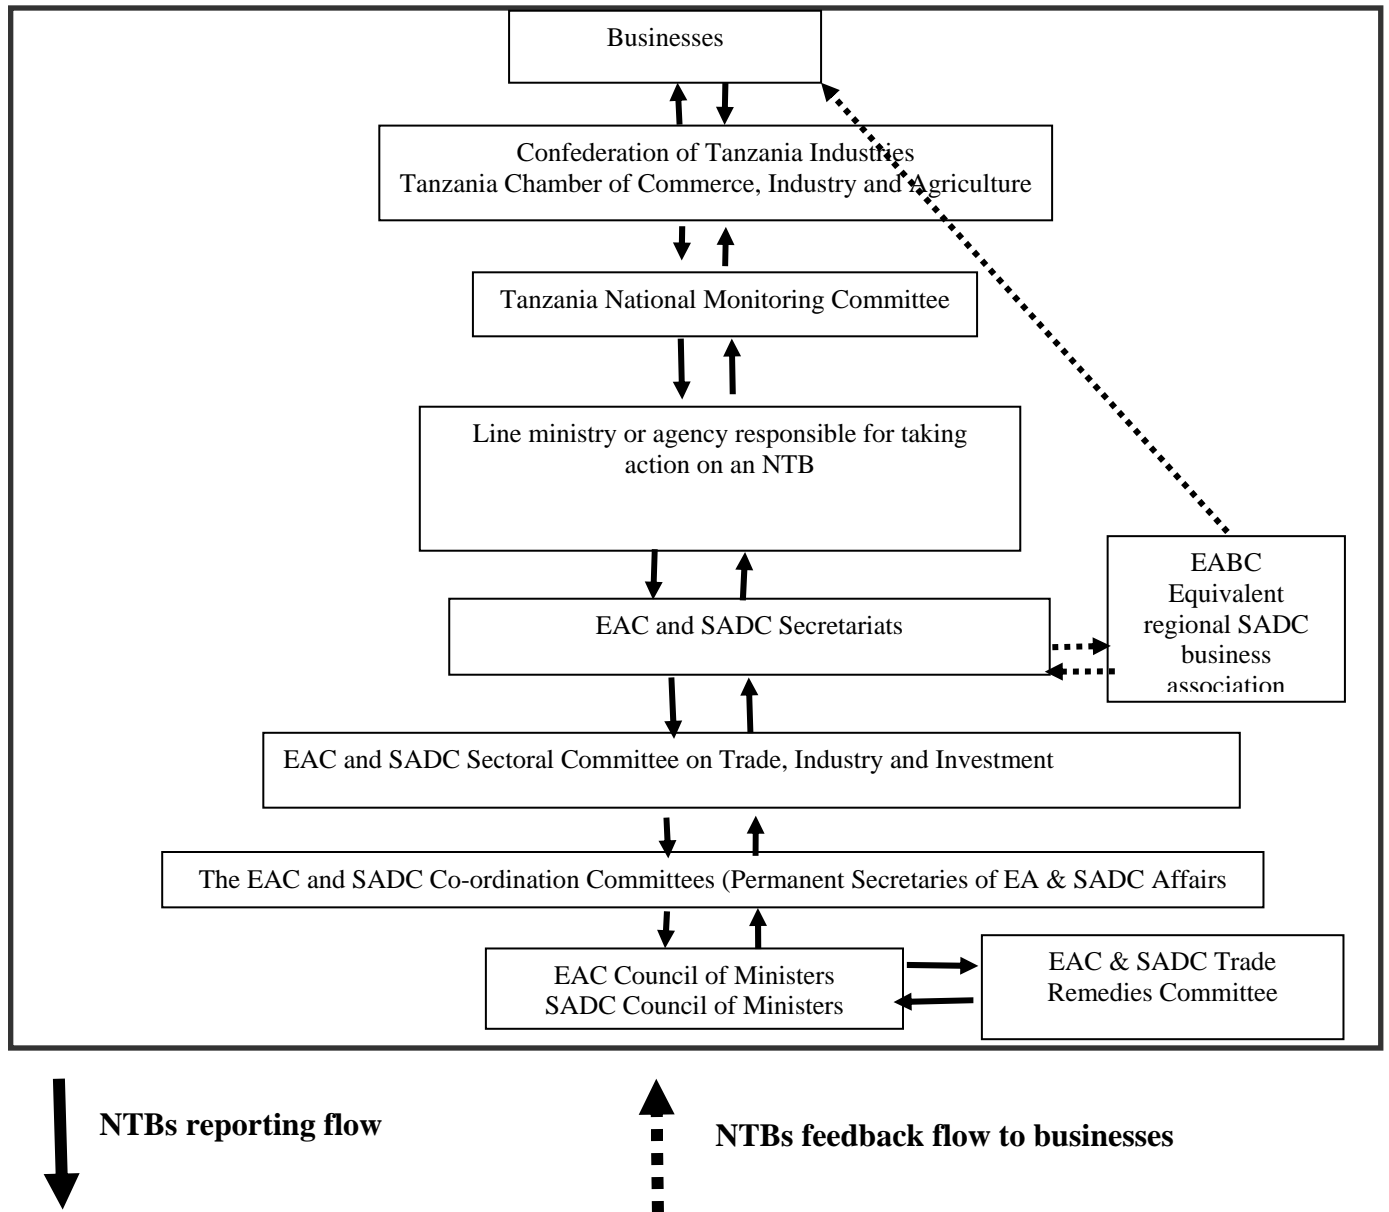 Businesses
Confederation of Tanzania Industries
Tanzania Chamber of Commerce, Industry and Agriculture
Tanzania National Monitoring Committee
Line ministry or agency responsible for taking
action on an NTB
EABC
Equivalent
regional SADC
business
association
EAC and SADC Secretariats
EAC and SADC Sectoral Committee on Trade, Industry and Investment
The EAC and SADC Co-ordination Committees (Permanent Secretaries of EA & SADC Affairs
EAC Council of Ministers
SADC Council of Ministers
EAC & SADC Trade
Remedies Committee
NTBs reporting flow
NTBs feedback flow to businesses